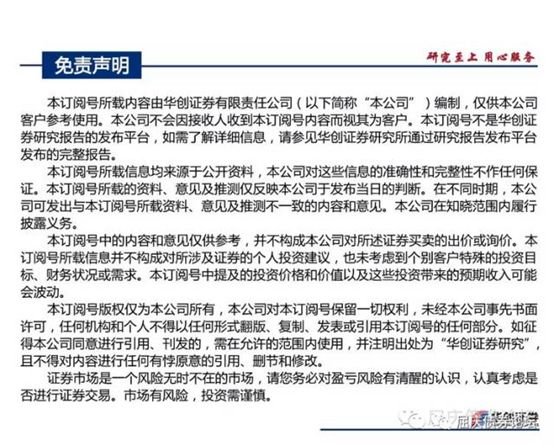 研究至上 用心服务
免责声明
本订阅号所载内容由华创证券有限责任公司（以下简称“本公司”）编制，仅供本公司
客户参考使用。本公司不会因接收人收到本订阅号内容而视其为客户。本订阅号不是华创证
券研究报告的发布平台，如需了解详细信息，请参见华创证券研究所通过研究报告发布平台
发布的完整报告。
本订阅号所载信息均来源于公开资料，本公司对这些信息的准确性和完整性不作任何保
证。本订阅号所载的资料、意见及推测仅反映本公司于发布当日的判断。在不同时期，本公
司可发出与本订阅号所载资料、意见及推测不一致的内容和意见。本公司在知晓范围内履行
披露义务。
本订阅号中的内容和意见仅供参考，并不构成本公司对所述证券买卖的出价或询价。本
订阅号所载信息并不构成对所涉及证券的个人投资建议，也未考虑到个别客户特殊的投资目
标、财务状况或需求。本订阅号中提及的投资价格和价值以及这些投资带来的预期收入可能
会波动。
本订阅号版权仅为本公司所有，本公司对本订阅号保留一切权利，未经本公司事先书面
许可，任何机构和个人不得以任何形式翻版、复制、发表或引用本订阅号的任何部分。如征
得本公司同意进行引用、刊发的，需在允许的范围内使用，并注明出处为“华创证券研究”，
且不得对内容进行任何有悖原意的引用、删节和修改。
证券市场是一个风险无时不在的市场，请您务必对盈亏风险有清醒的认识，认真考虑是
否进行证券交易。市场有风险，投资需谨慎。
屈庆债券论坛